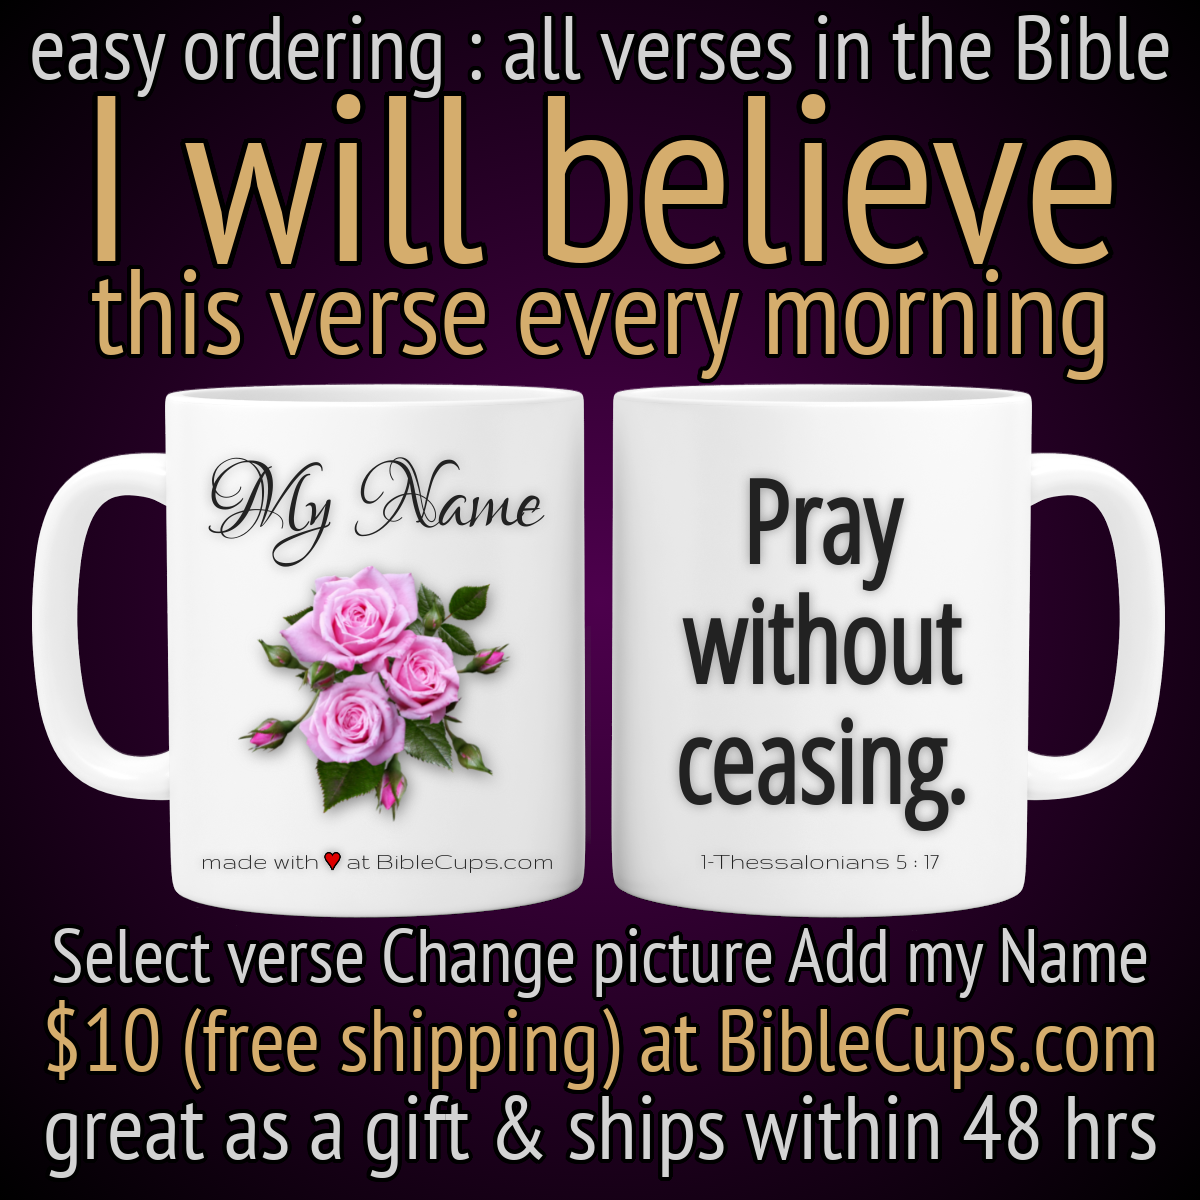 easy ordering : all verses in the Bible
I will believe
this verse every morning
My Name
made with ♥ at BibleCups.com
Pray
without
ceasing.
1-Thessalonians 5 : 17
Select verse Change picture Add my Name
$10 (free shipping) at BibleCups.com
great as a gift & ships within 48 hrs